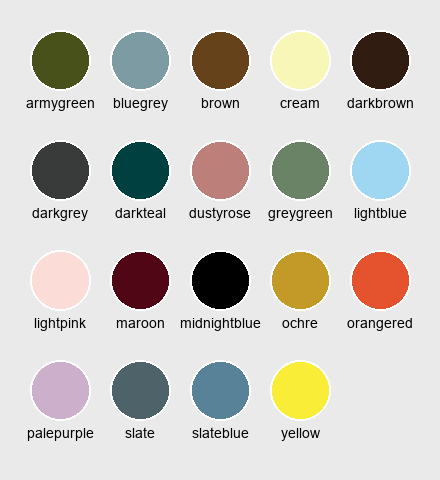 armygreen bluegrey brown cream darkbrown
darkgrey darkteal dustyrose greygreen lightblue
lightpink maroon midnightblue ochre orangered
palepurple slate slateblue yellow